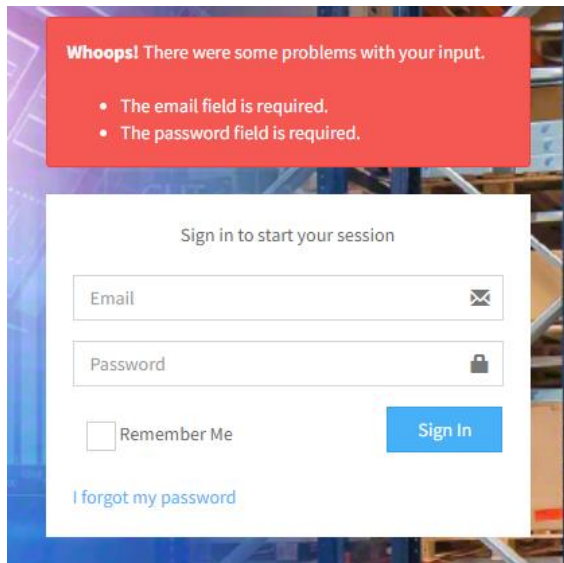 Whoops! There were some problems with your input.
• The email field is required.
• The password field is required.
Sign in to start your session
Email
Password
Remember Me
Sign In
I forgot my password